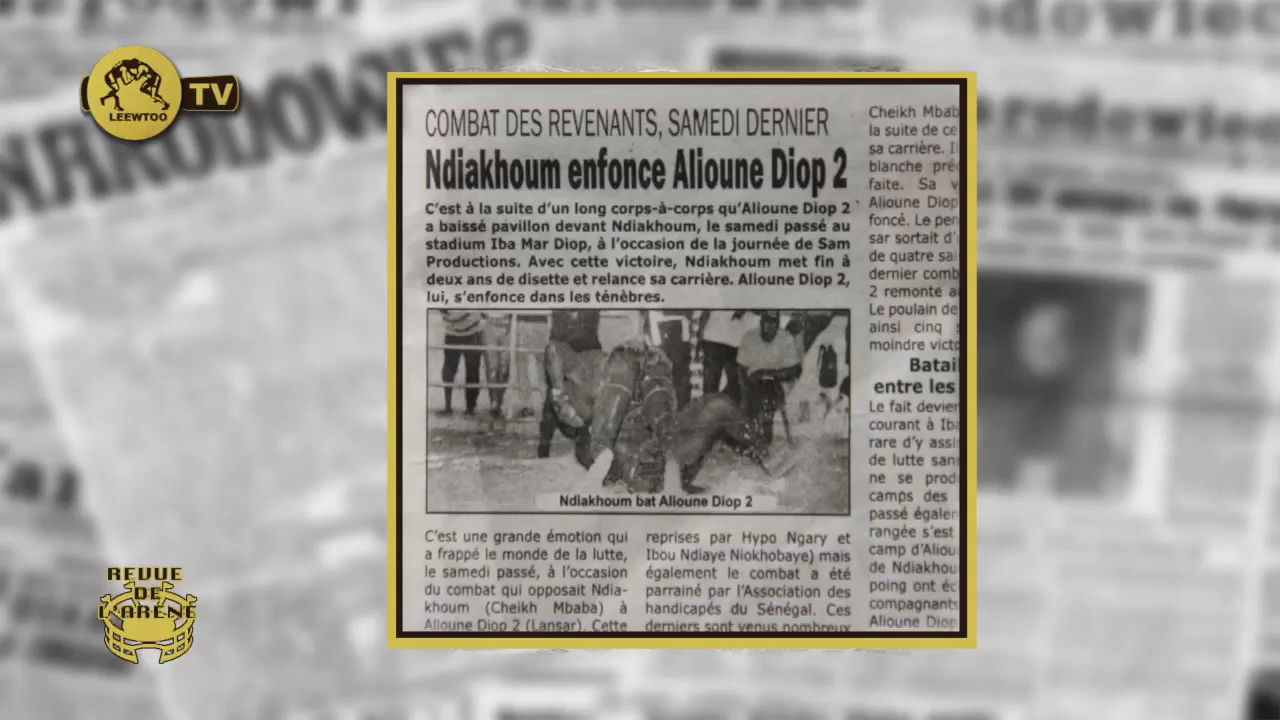 LEEWTOO
TV
COMBAT DES REVENANTS, SAMEDI DERNIER
Ndiakhoum enfonce Alioune Diop 2
C'est à la suite d'un long corps-à-corps qu'Alioune Diop 2
a baissé pavillon devant Ndiakhoum, le samedi passé au
stadium Iba Mar Diop, à l'occasion de la journée de Sam
Productions. Avec cette victoire, Ndiakhoum met fin à
deux ans de disette et relance sa carrière. Alioune Diop 2,
lui, s'enfonce dans les ténèbres.
Ndiakhoum bat Alioune Diop 2
C'est une grande émotion qui
a frappé le monde de la lutte,
le samedi passé, à l'occasion
du combat qui opposait Ndia-
khoum (Cheikh Mbaba) à
Alioune Diop 2 (Lansar). Cette
reprises par Hypo Ngary et
Ibou Ndiaye Niokhobaye) mais
également le combat a été
parrainé par l'Association des
handicapés du Sénégal. Ces
derniers sont venus nombreux
Cheikh Mbab
la suite de ce
sa carrière.
blanche pré
faite. Sa v
Alioune Diop
foncé. Le pen
sar sortait d'
de quatre sai
dernier comb
2 remonte a
Le poulain de
ainsi cinq s
moindre victo
Batai
entre les
Le fait devien
courant à Iba
rare d'y assi
de lutte sans
ne se prod
camps des
passé égalem
rangée s'est
camp d'Aliou
de Ndiakhou
poing ont éc
compagnants
Alioune Diop
REVUE
DE
L'ARENE
NARODOWIEC